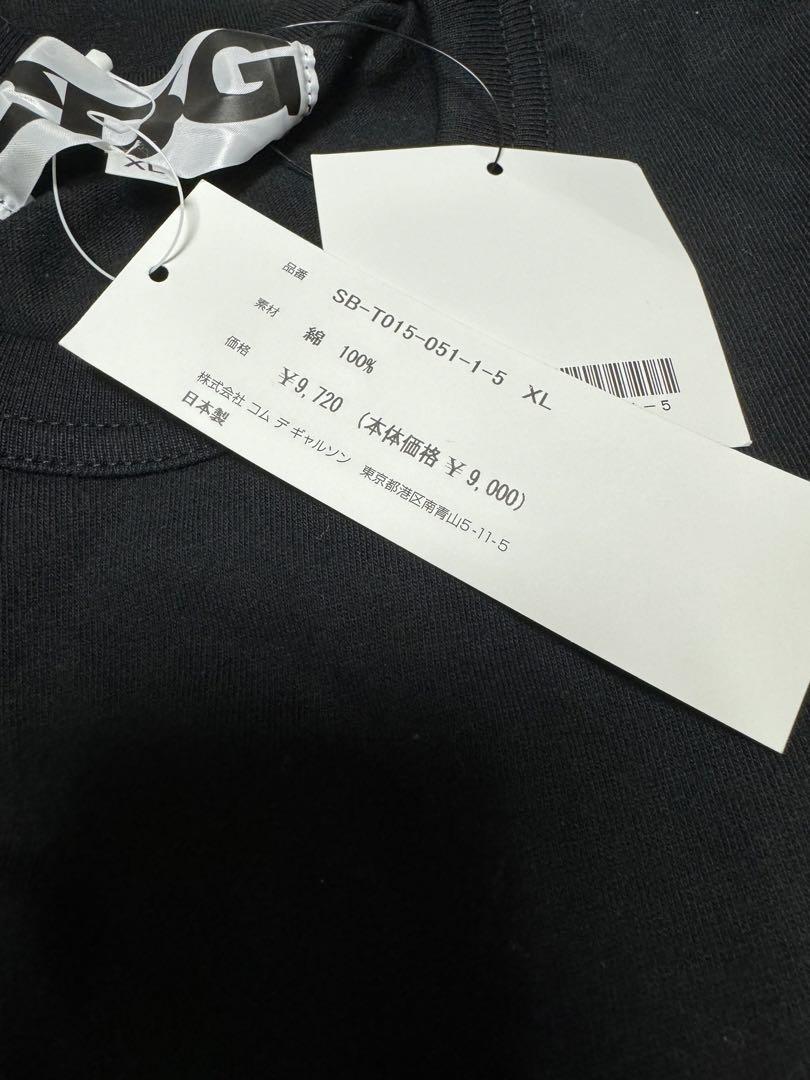 G
XL
品番 SB-T015-051-1-5 XL
素材 綿 100%
価格 ¥9,720 (本体価格 ¥9,000)
株式会社 コム デ ギャルソン 東京都港区南青山5-11-5
日本製
-5